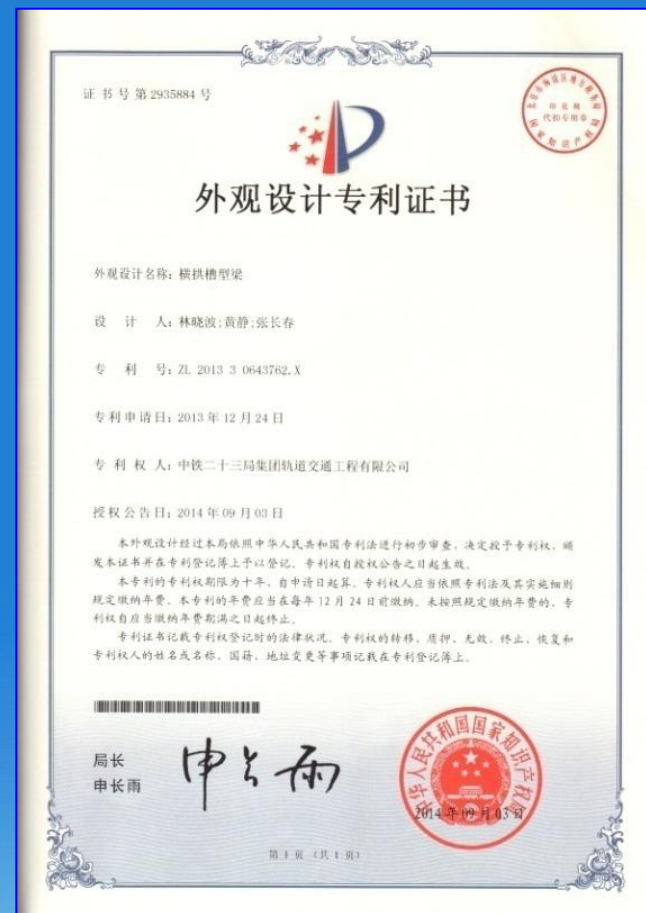 证书号第2935884号
印花税
代扣专用章
国家知识产权局
外观设计专利证书
外观设计名称：横拱槽型梁
设 计 人：林晓波;黄静;张长春
专 利 号：ZL 2013 3 0643762.X
专利申请日：2013年12月24日
专 利 权 人：中铁二十三局集团轨道交通工程有限公司
授权公告日：2014年09月03日
本外观设计经过本局依照中华人民共和国专利法进行初步审查，决定授予专利权，颁
发本证书并在专利登记簿上予以登记。专利权自授权公告之日起生效。
本专利的专利权期限为十年，自申请日起算。专利权人应当依照专利法及其实施细则
规定缴纳年费。本专利的年费应当在每年12月24日前缴纳。未按照规定缴纳年费的，专
利权自应当缴纳年费期满之日起终止。
专利证书记载专利权登记时的法律状况。专利权的转移、质押、无效、终止、恢复和
专利权人的姓名或名称、国籍、地址变更等事项记载在专利登记簿上。
局长
申长雨
申长雨
中华人民共和国国家知识产权局
2014年09月03日
第1页（共1页）